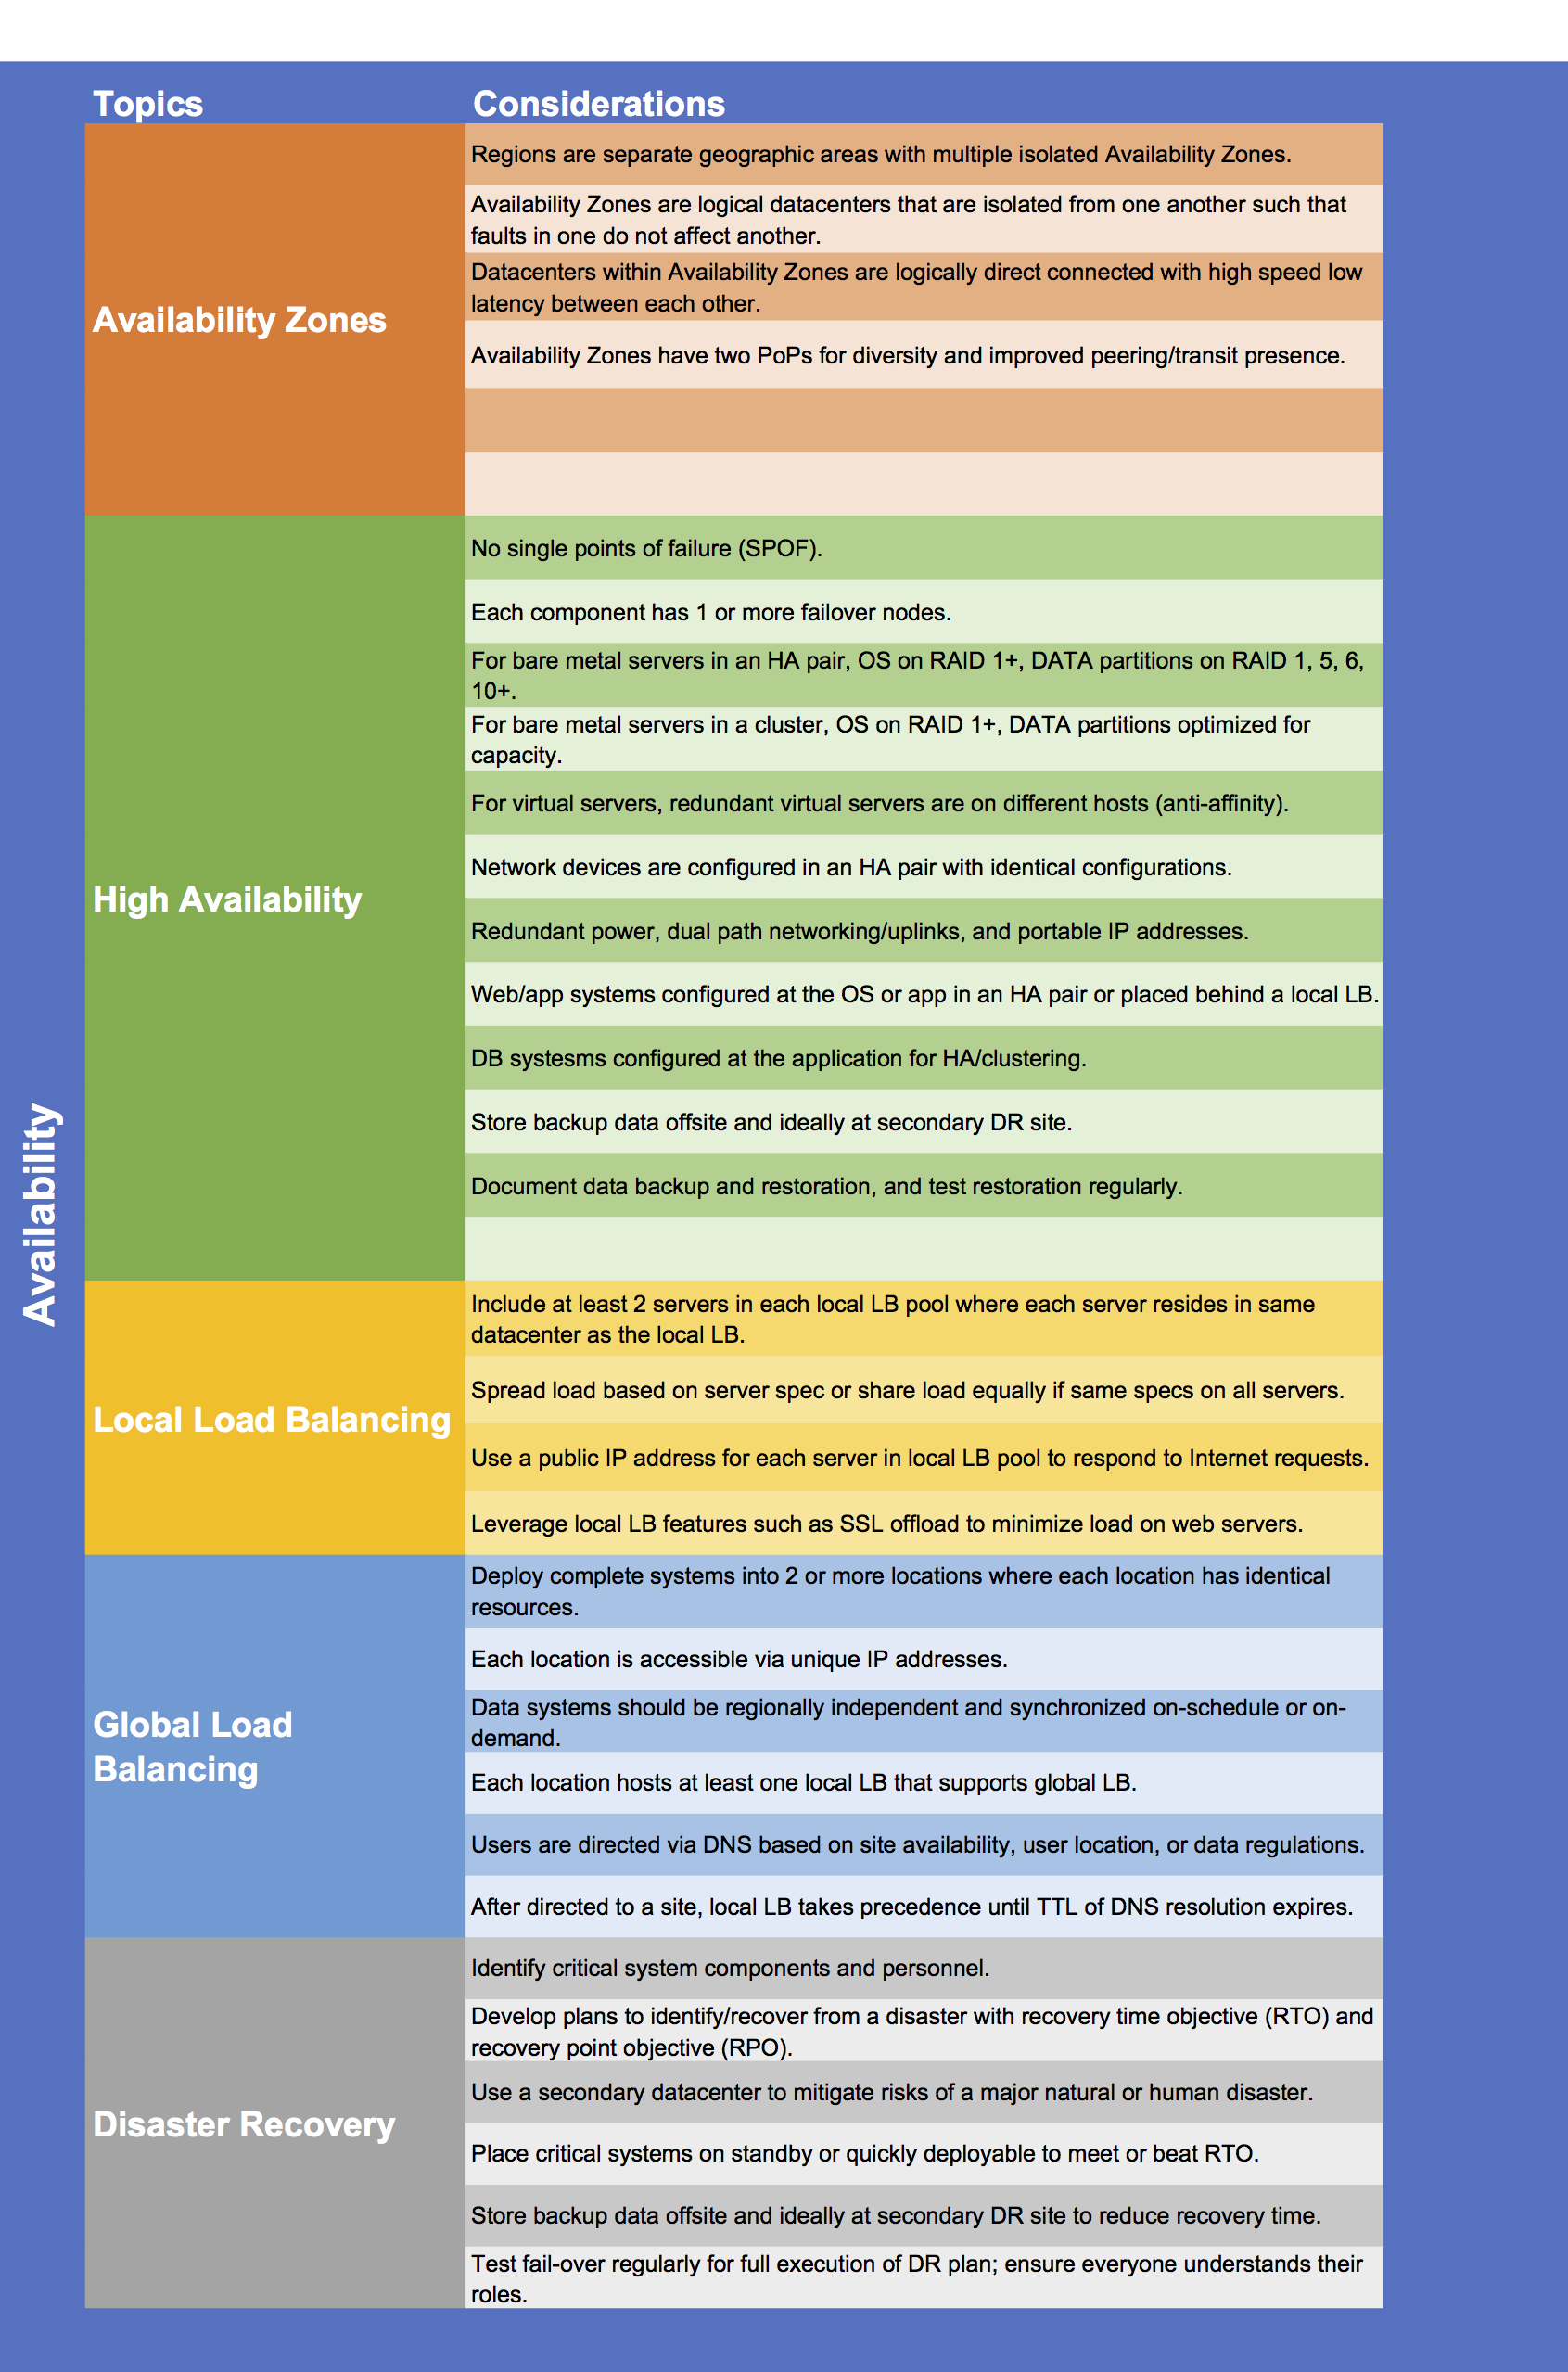 Topics
Considerations
Availability
Availability Zones
Regions are separate geographic areas with multiple isolated Availability Zones.
Availability Zones are logical datacenters that are isolated from one another such that
faults in one do not affect another.
Datacenters within Availability Zones are logically direct connected with high speed low
latency between each other.
Availability Zones have two PoPs for diversity and improved peering/transit presence.
High Availability
No single points of failure (SPOF).
Each component has 1 or more failover nodes.
For bare metal servers in an HA pair, OS on RAID 1+, DATA partitions on RAID 1, 5, 6,
10+.
For bare metal servers in a cluster, OS on RAID 1+, DATA partitions optimized for
capacity.
For virtual servers, redundant virtual servers are on different hosts (anti-affinity).
Network devices are configured in an HA pair with identical configurations.
Redundant power, dual path networking/uplinks, and portable IP addresses.
Web/app systems configured at the OS or app in an HA pair or placed behind a local LB.
DB systesms configured at the application for HA/clustering.
Store backup data offsite and ideally at secondary DR site.
Document data backup and restoration, and test restoration regularly.
Local Load Balancing
Include at least 2 servers in each local LB pool where each server resides in same
datacenter as the local LB.
Spread load based on server spec or share load equally if same specs on all servers.
Use a public IP address for each server in local LB pool to respond to Internet requests.
Leverage local LB features such as SSL offload to minimize load on web servers.
Global Load
Balancing
Deploy complete systems into 2 or more locations where each location has identical
resources.
Each location is accessible via unique IP addresses.
Data systems should be regionally independent and synchronized on-schedule or on-
demand.
Each location hosts at least one local LB that supports global LB.
Users are directed via DNS based on site availability, user location, or data regulations.
After directed to a site, local LB takes precedence until TTL of DNS resolution expires.
Disaster Recovery
Identify critical system components and personnel.
Develop plans to identify/recover from a disaster with recovery time objective (RTO) and
recovery point objective (RPO).
Use a secondary datacenter to mitigate risks of a major natural or human disaster.
Place critical systems on standby or quickly deployable to meet or beat RTO.
Store backup data offsite and ideally at secondary DR site to reduce recovery time.
Test fail-over regularly for full execution of DR plan; ensure everyone understands their
roles.